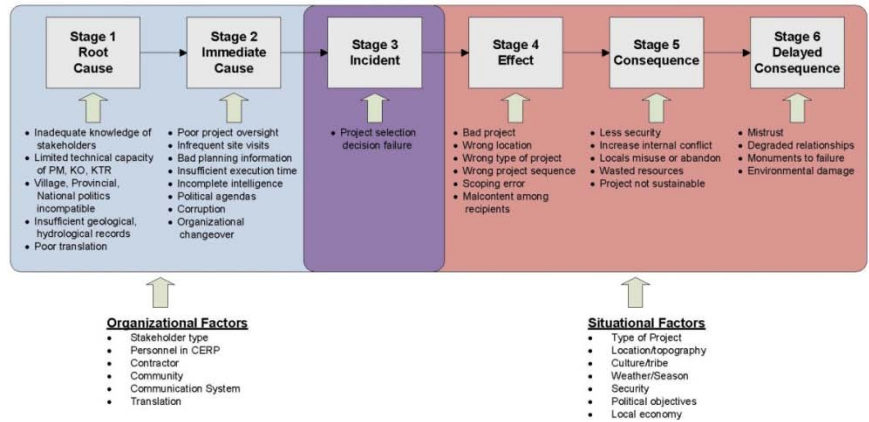 Stage 1
Root
Cause
Stage 2
Immediate
Cause
Stage 3
Incident
Stage 4
Effect
Stage 5
Consequence
Stage 6
Delayed
Consequence
• Inadequate knowledge of
stakeholders
• Limited technical capacity
of PM, KO, KTR
• Village, Provincial,
National politics
incompatible
• Insufficient geological,
hydrological records
• Poor translation
• Poor project oversight
• Infrequent site visits
• Bad planning information
• Insufficient execution time
• Incomplete intelligence
• Political agendas
• Corruption
• Organizational
changeover
• Project selection
decision failure
• Bad project
• Wrong location
• Wrong type of project
• Wrong project sequence
• Scoping error
• Malcontent among
recipients
• Less security
• Increase internal conflict
• Locals misuse or abandon
• Wasted resources
• Project not sustainable
• Mistrust
• Degraded relationships
• Monuments to failure
• Environmental damage
Organizational Factors
• Stakeholder type
• Personnel in CERP
• Contractor
• Community
• Communication System
• Translation
Situational Factors
• Type of Project
• Location/topography
• Culture/tribe
• Weather/Season
• Security
• Political objectives
• Local economy